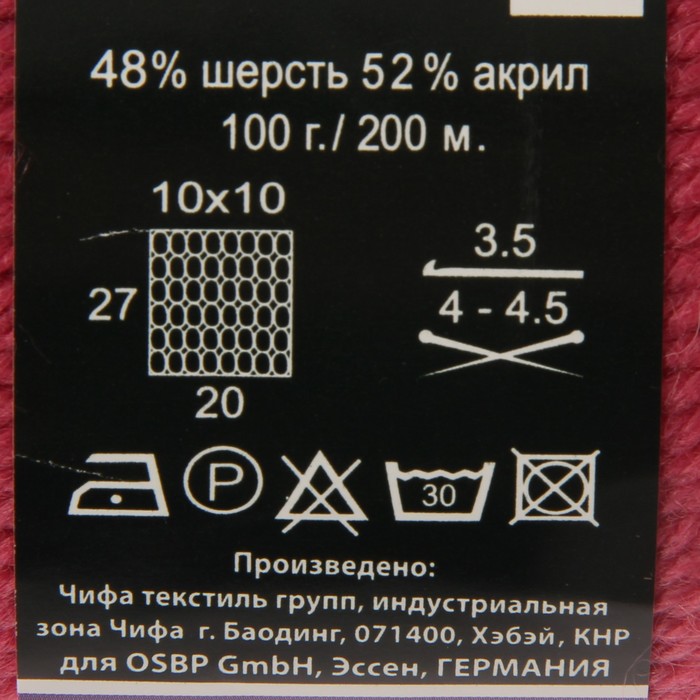 48% шерсть 52% акрил
100 г./ 200 м.
10x10
27
20
3.5
4 - 4.5
P
30
Произведено:
Чифа текстиль групп, индустриальная
зона Чифа г. Баодинг, 071400, Хэбэй, КНР
для OSBP GmbH, Эссен, ГЕРМАНИЯ